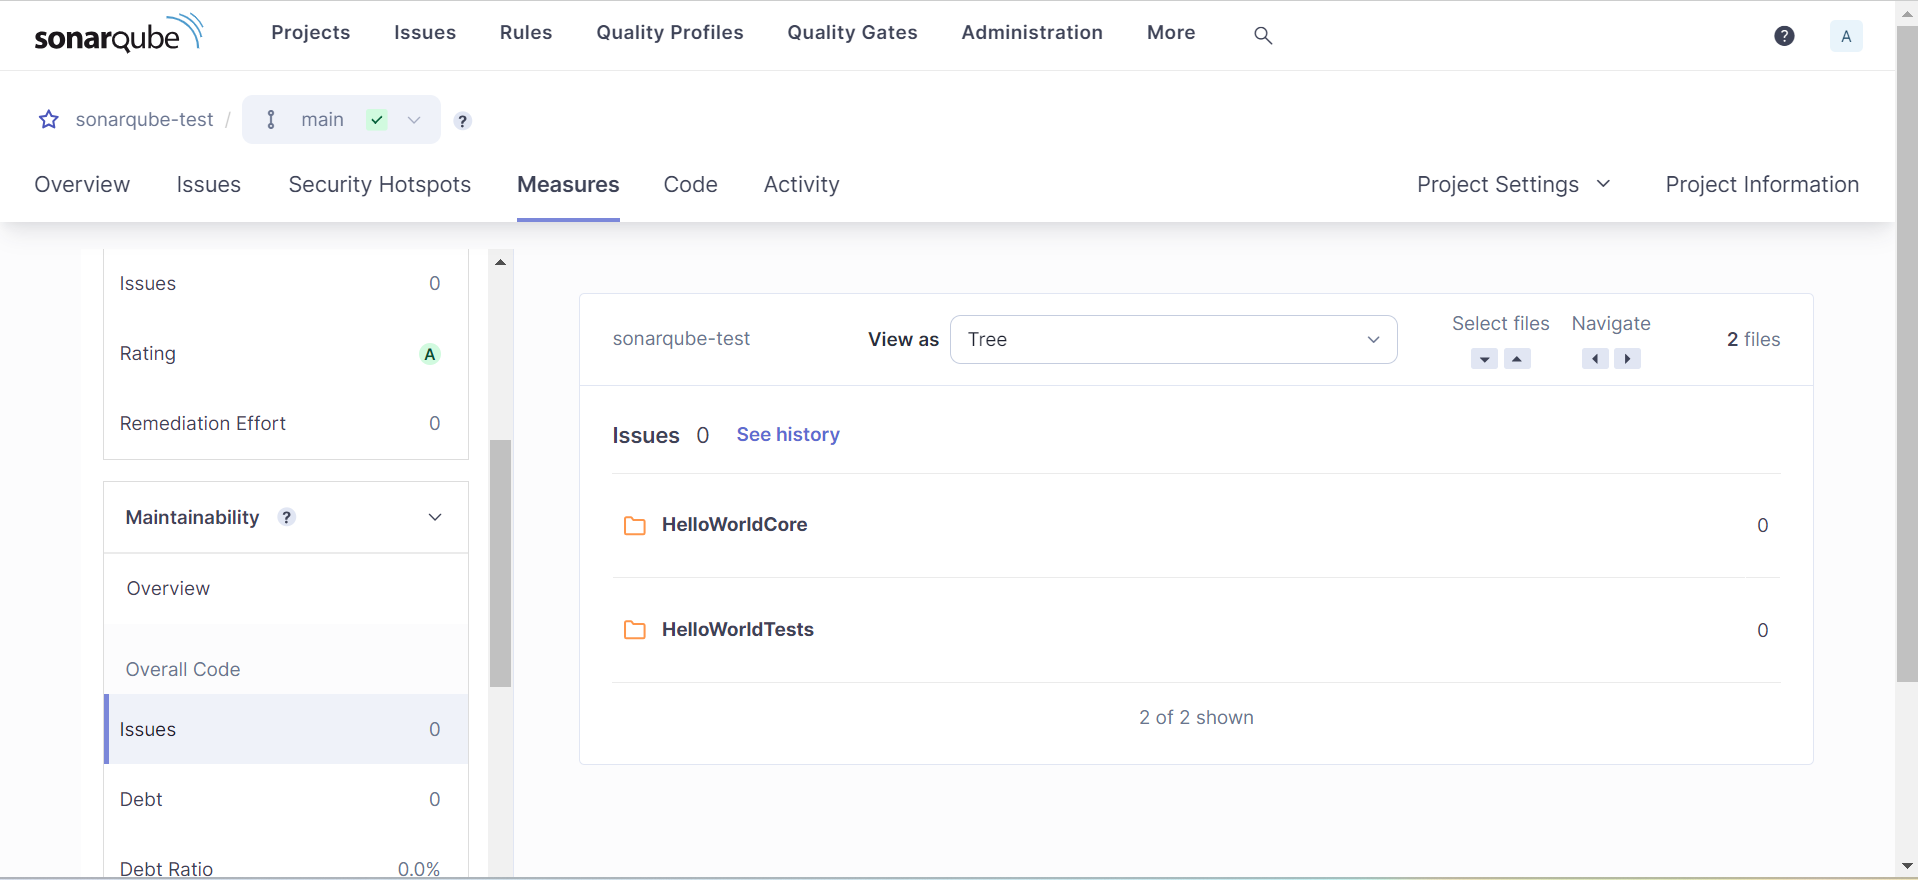 sonarqube Projects Issues Rules Quality Profiles Quality Gates Administration More ? A
sonarqube-test / main ?
Overview Issues Security Hotspots Measures Code Activity Project Settings Project Information
Issues 0
Rating A
Remediation Effort 0
Maintainability ?
Overview
Overall Code
Issues 0
Debt 0
Debt Ratio 0.0%
sonarqube-test View as Tree Select files Navigate 2 files
Issues 0 See history
HelloWorldCore 0
HelloWorldTests 0
2 of 2 shown